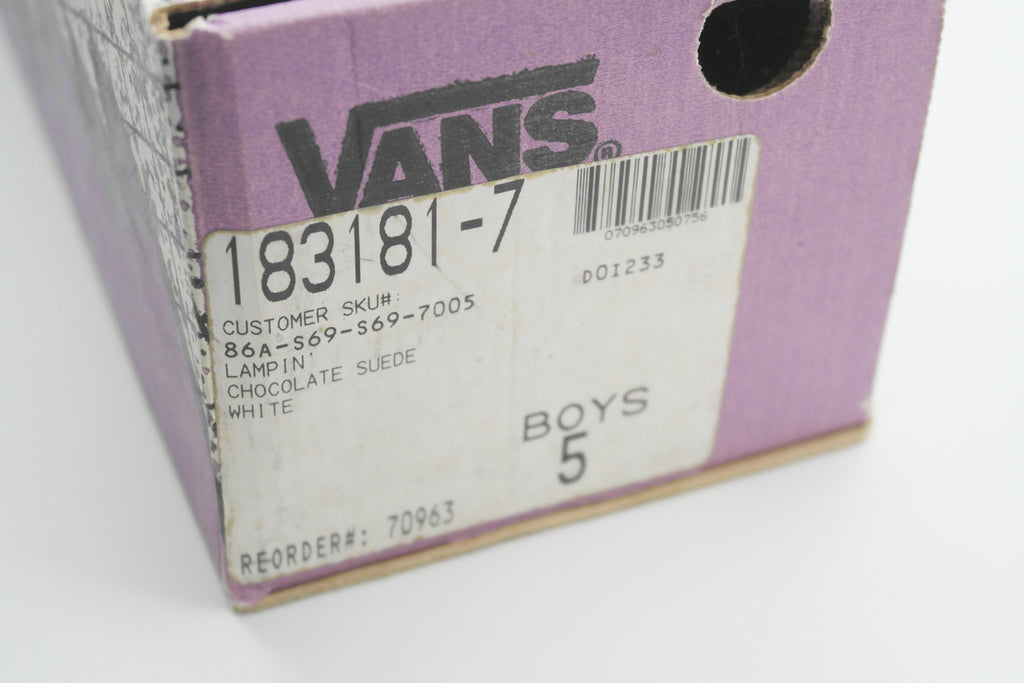 VANS®
183181-7
070963050756
DOI233
CUSTOMER SKU#:
86A-S69-S69-7005
LAMPIN'
CHOCOLATE SUEDE
WHITE
BOYS
5
REORDER#: 70963